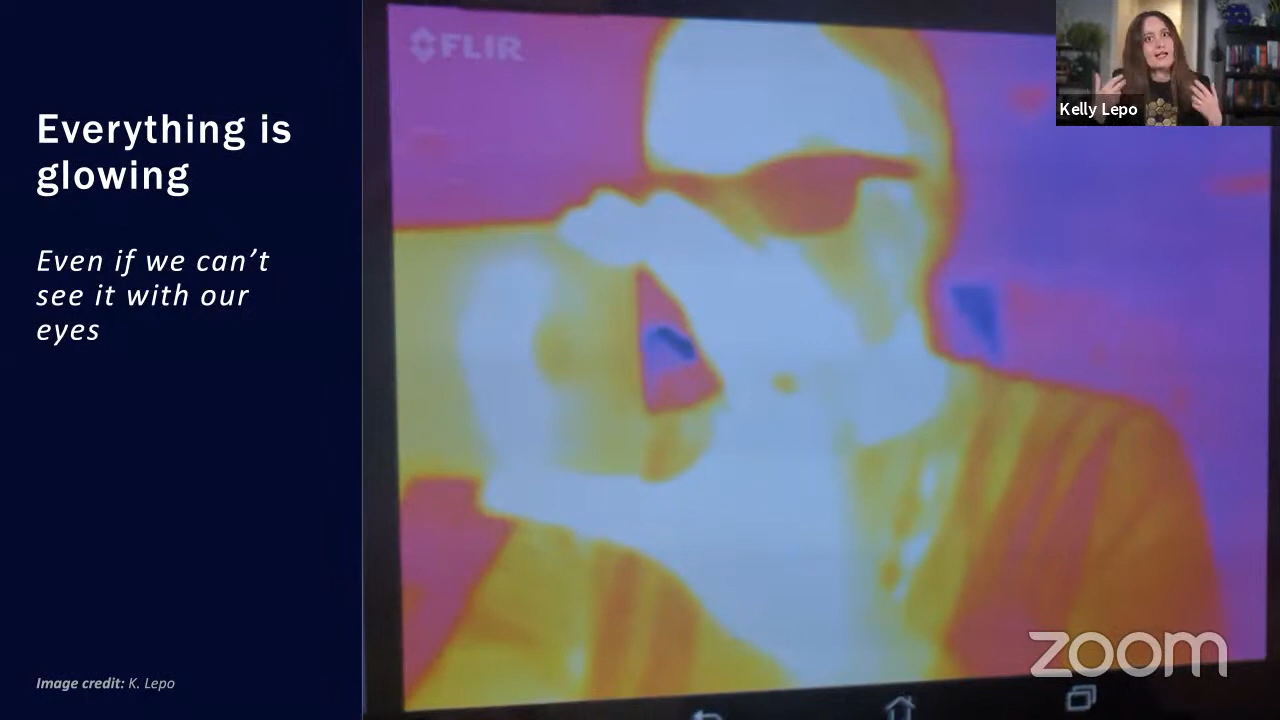 Everything is
glowing
Even if we can’t
see it with our
eyes
Image credit: K. Lepo
FLIR
Kelly Lepo
zoom